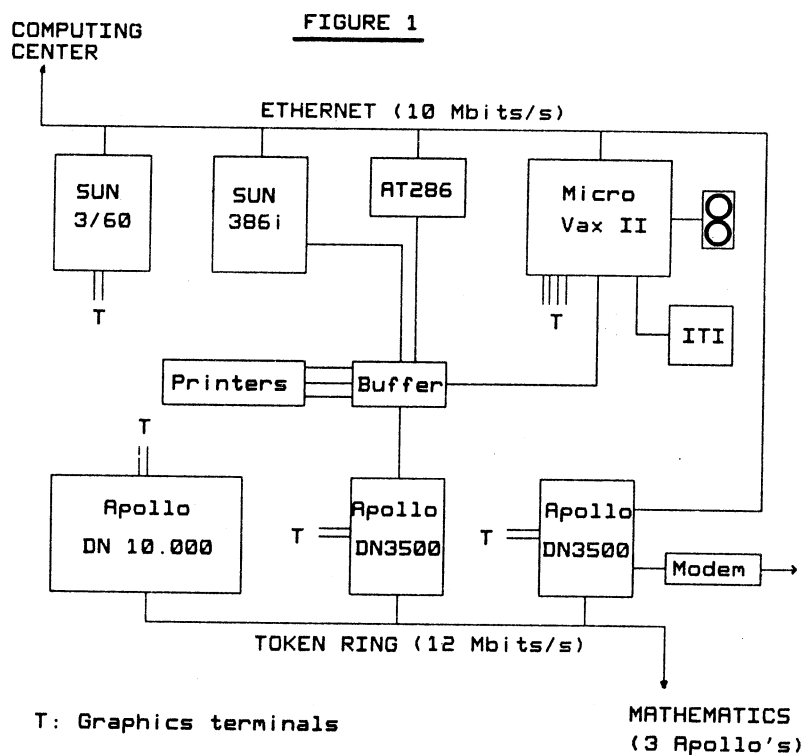 FIGURE 1
COMPUTING
CENTER
ETHERNET (10 Mbits/s)
SUN
3/60
SUN
386i
AT286
Micro
Vax II
T
T
ITI
Printers
Buffer
T
Apollo
DN 10.000
T
Apollo
DN3500
T
Apollo
DN3500
Modem
TOKEN RING (12 Mbits/s)
T: Graphics terminals
MATHEMATICS
(3 Apollo's)